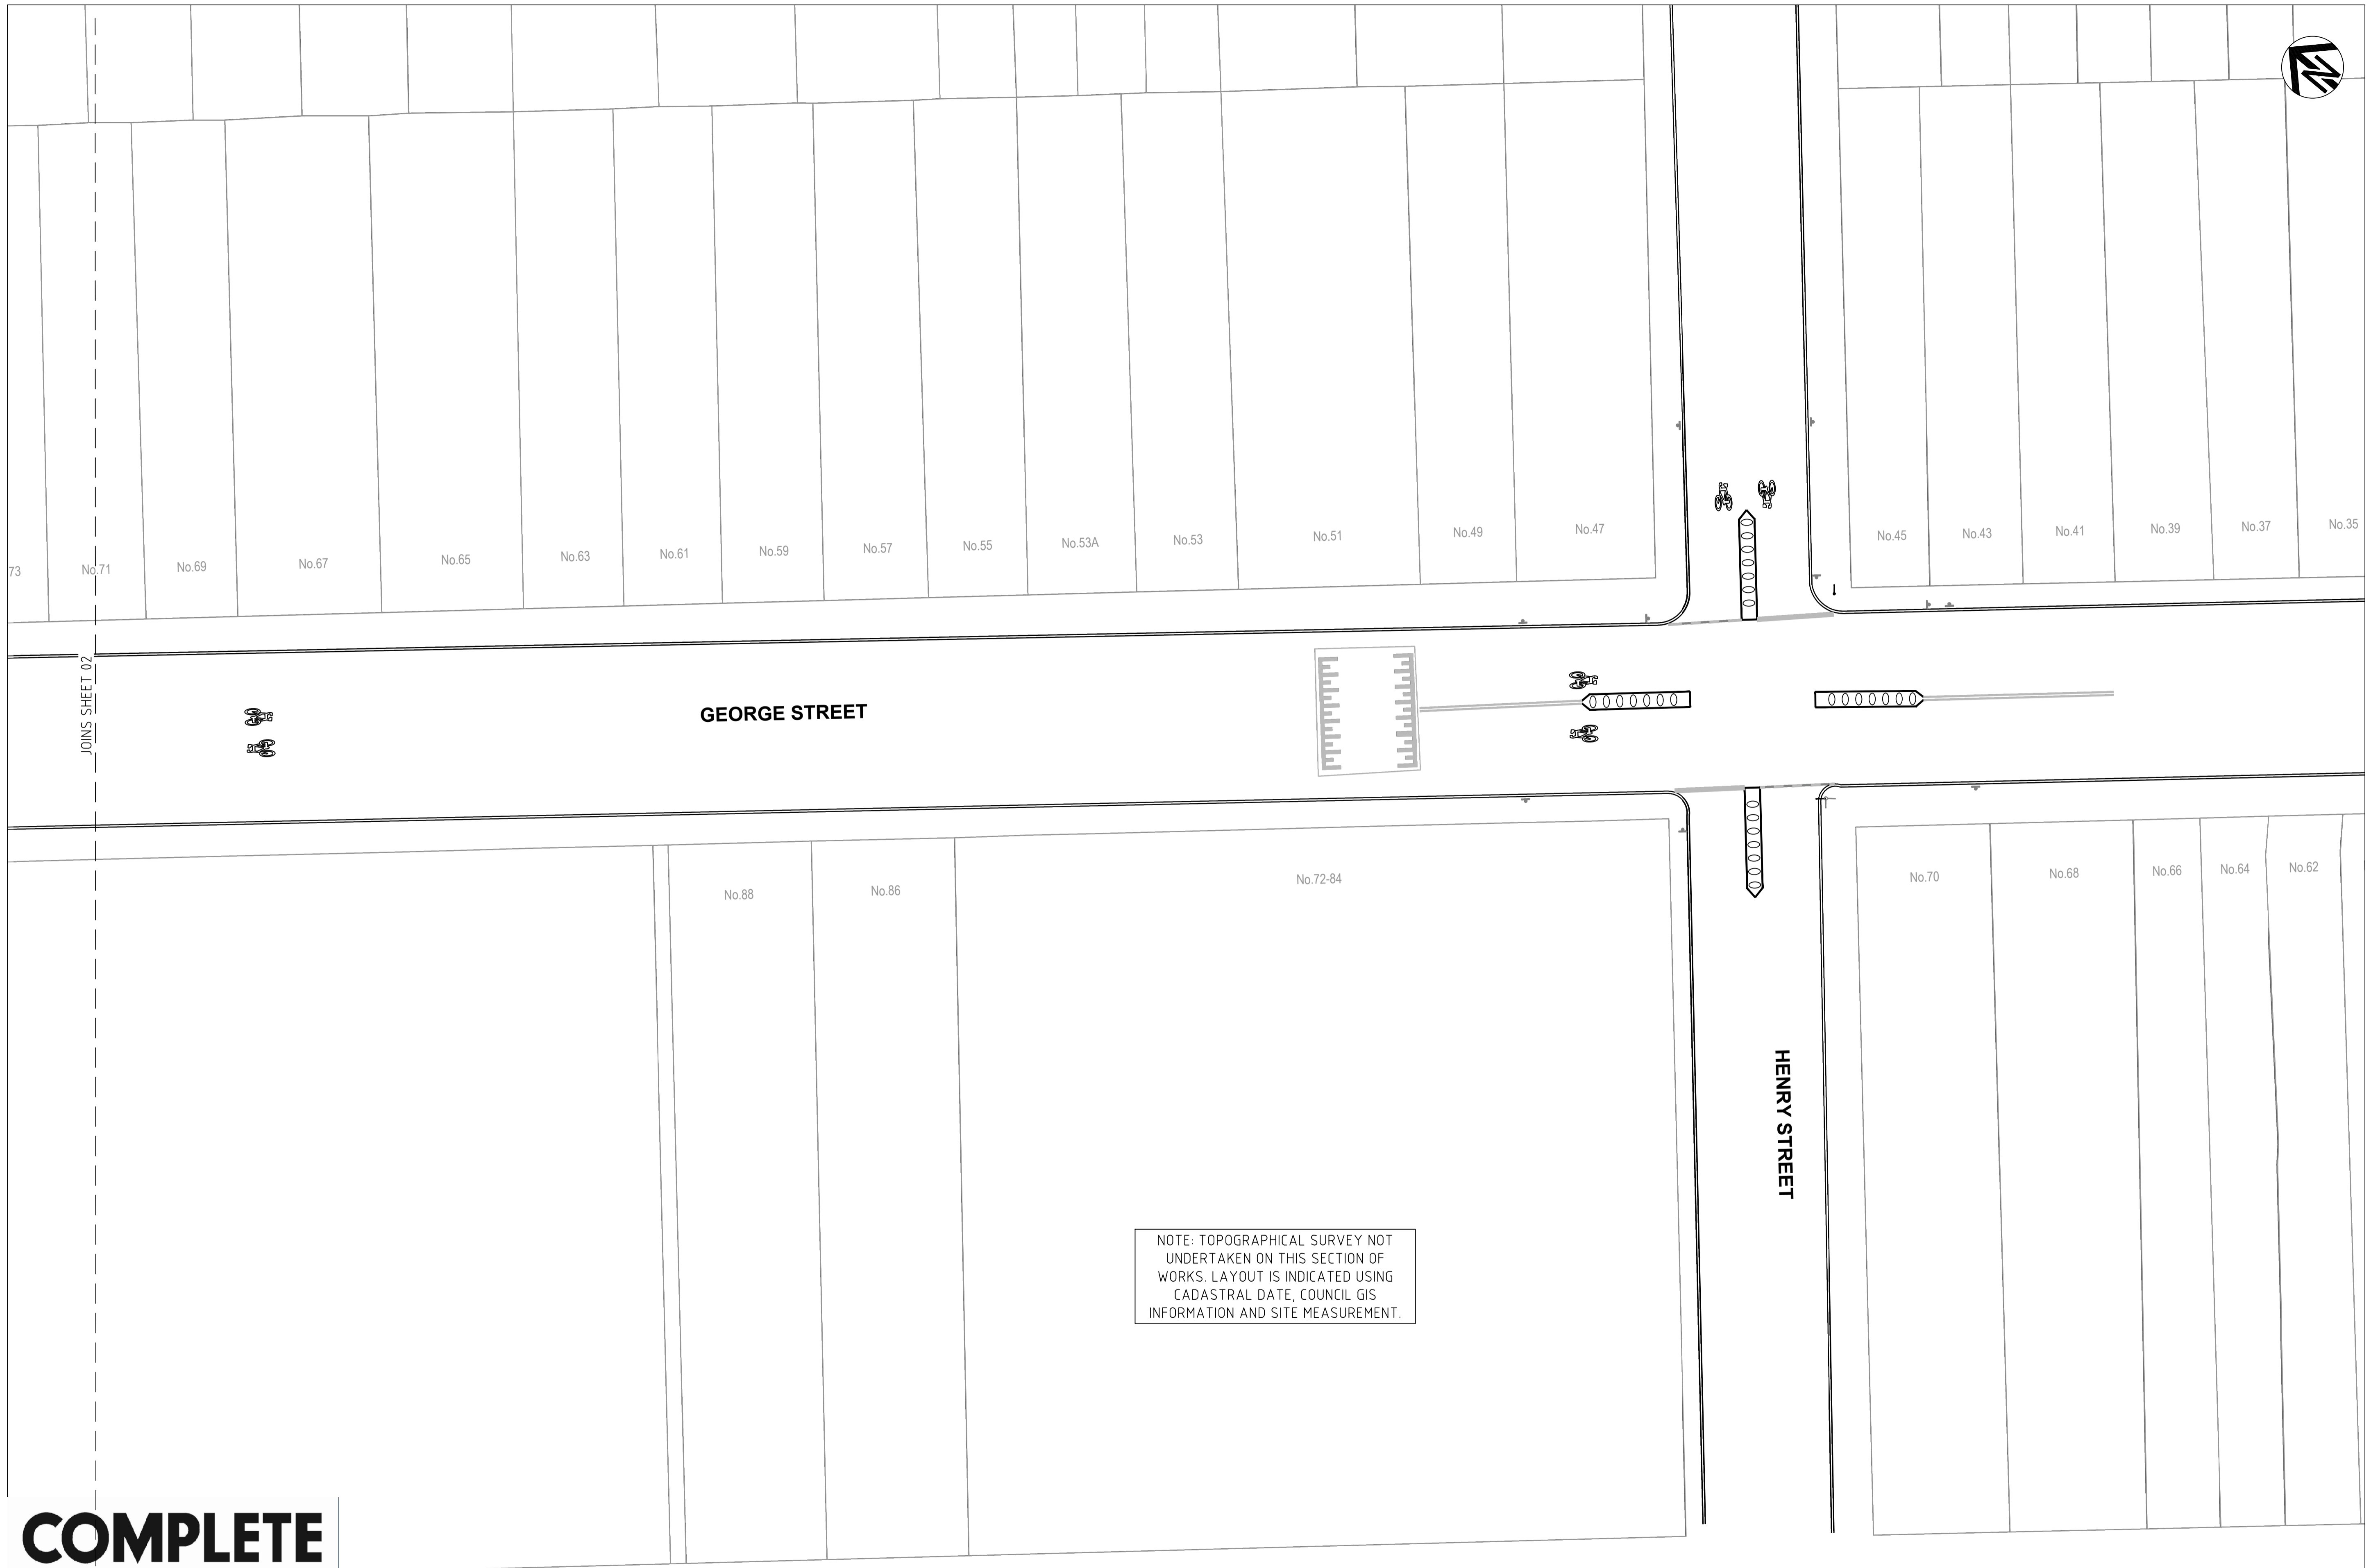 No.47
No.45
No.43
No.41
No.39
No.37
No.35
No.49
No.51
No.53
No.53A
No.55
No.57
No.59
No.61
No.63
No.65
No.67
No.69
No.71
73
JOINS SHEET 02
GEORGE STREET
No.88
No.86
No.72-84
No.70
No.68
No.66
No.64
No.62
HENRY STREET
NOTE: TOPOGRAPHICAL SURVEY NOT
UNDERTAKEN ON THIS SECTION OF
WORKS. LAYOUT IS INDICATED USING
CADASTRAL DATE, COUNCIL GIS
INFORMATION AND SITE MEASUREMENT.
COMPLETE
N